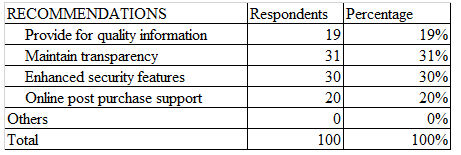 RECOMMENDATIONS Respondents Percentage
Provide for quality information 19 19%
Maintain transparency 31 31%
Enhanced security features 30 30%
Online post purchase support 20 20%
Others 0 0%
Total 100 100%